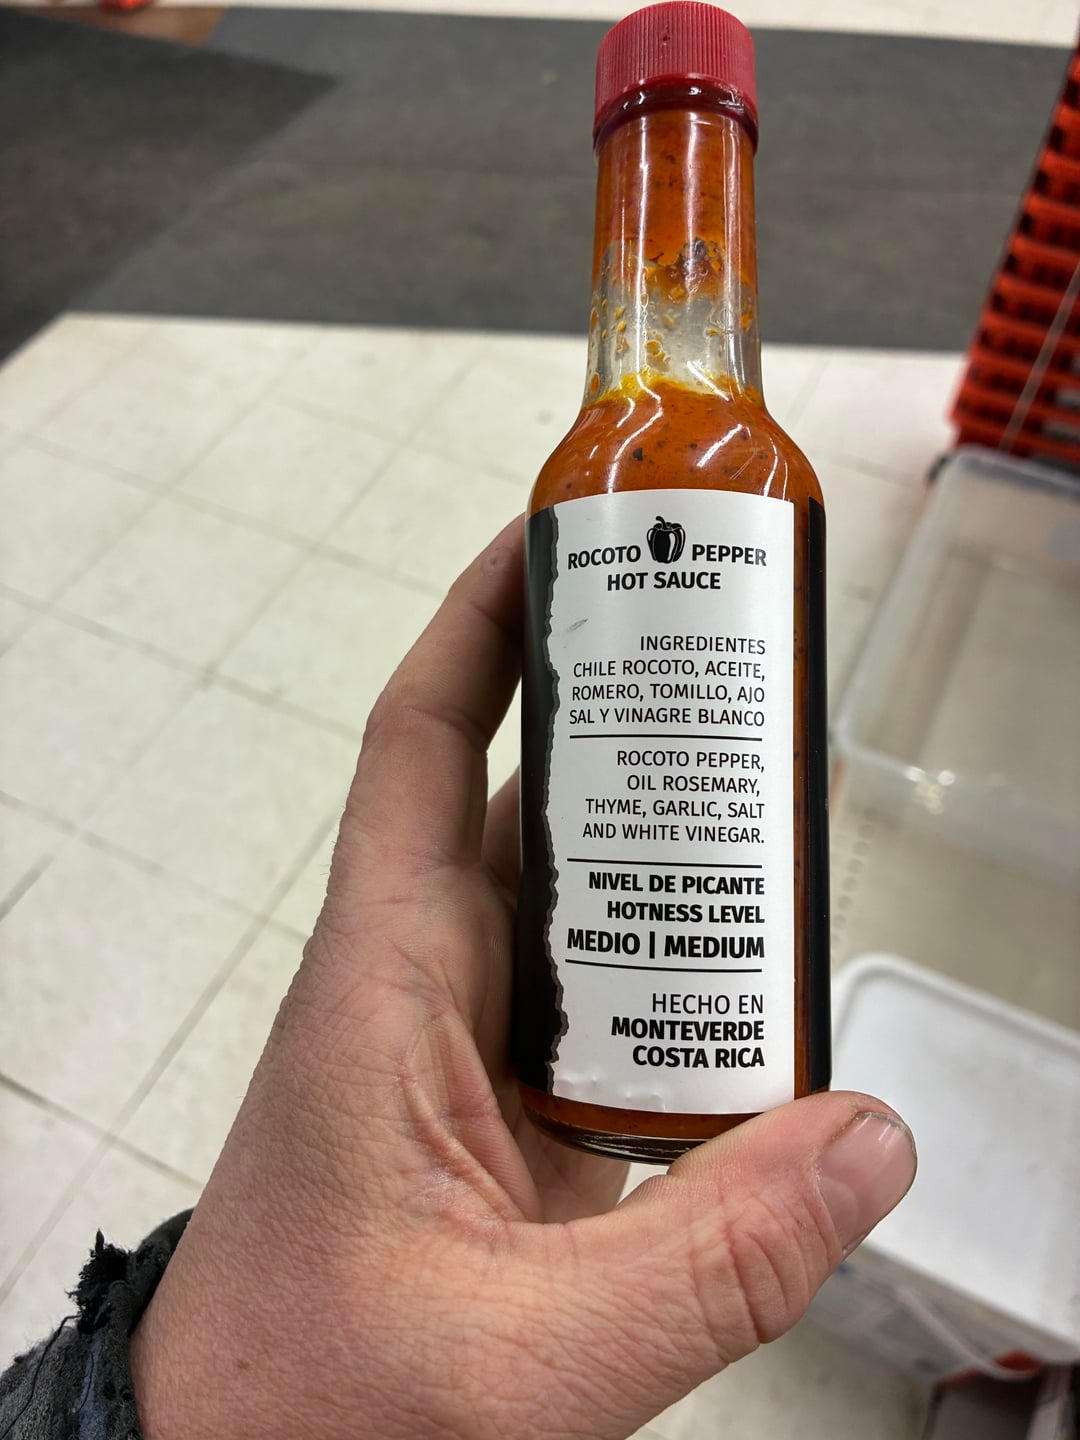 ROCOTO PEPPER
HOT SAUCE
INGREDIENTES
CHILE ROCOTO, ACEITE,
ROMERO, TOMILLO, AJO
SAL Y VINAGRE BLANCO
ROCOTO PEPPER,
OIL ROSEMARY,
THYME, GARLIC, SALT
AND WHITE VINEGAR.
NIVEL DE PICANTE
HOTNESS LEVEL
MEDIO | MEDIUM
HECHO EN
MONTEVERDE
COSTA RICA